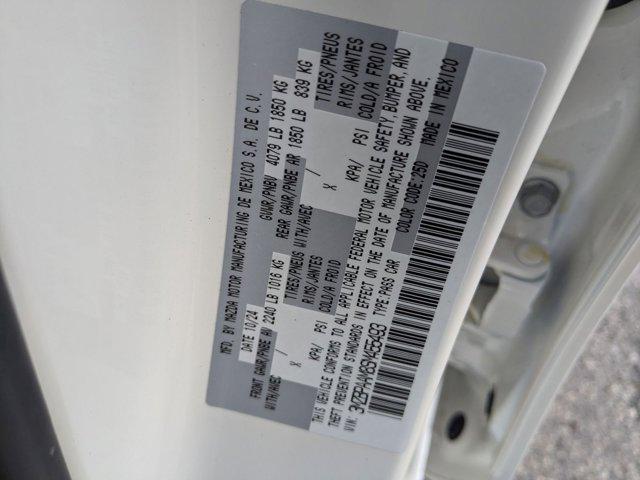 MFD. BY MAZDA MOTOR MANUFACTURING DE MEXICO S.A. DE C.V.
DATE 10/24 GVWR/PNBV 4079 LB 1850 KG
FRONT GAWR/PNBE AV 2240 LB 1016 KG REAR GAWR/PNBE AR 1850 LB 839 KG
WITH/AVEC TIRES/PNEUS WITH/AVEC TIRES/PNEUS
/ X RIMS/JANTES / X RIMS/JANTES
KPA/ PSI COLD/A FROID KPA/ PSI COLD/A FROID
THIS VEHICLE CONFORMS TO ALL APPLICABLE FEDERAL MOTOR VEHICLE SAFETY, BUMPER, AND
THEFT PREVENTION STANDARDS IN EFFECT ON THE DATE OF MANUFACTURE SHOWN ABOVE.
VIN: TYPE: PASS CAR COLOR CODE: 25D MADE IN MEXICO